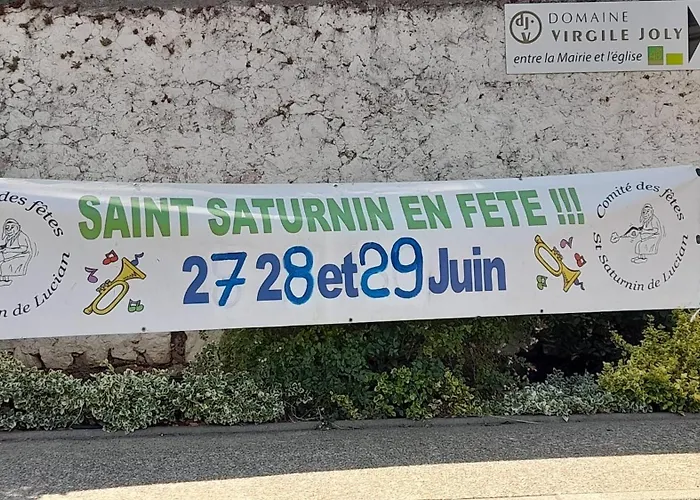 DOMAINE
VIRGILE JOLY
entre la Mairie et l'église
des fêtes
n de Lucian
SAINT SATURNIN EN FETE !!!
27 28 et 29 Juin
Comité des fêtes
St Saturnin de Lucian